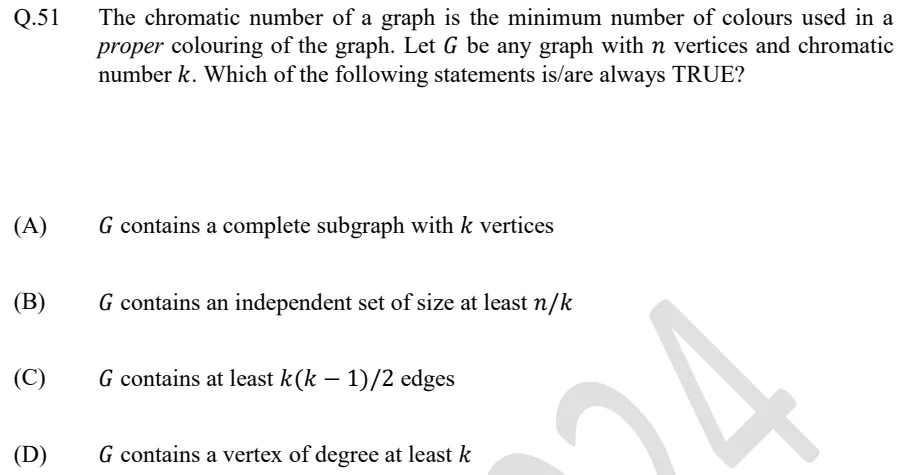 Q.51 The chromatic number of a graph is the minimum number of colours used in a
proper colouring of the graph. Let G be any graph with n vertices and chromatic
number k. Which of the following statements is/are always TRUE?
(A) G contains a complete subgraph with k vertices
(B) G contains an independent set of size at least n/k
(C) G contains at least k(k − 1)/2 edges
(D) G contains a vertex of degree at least k